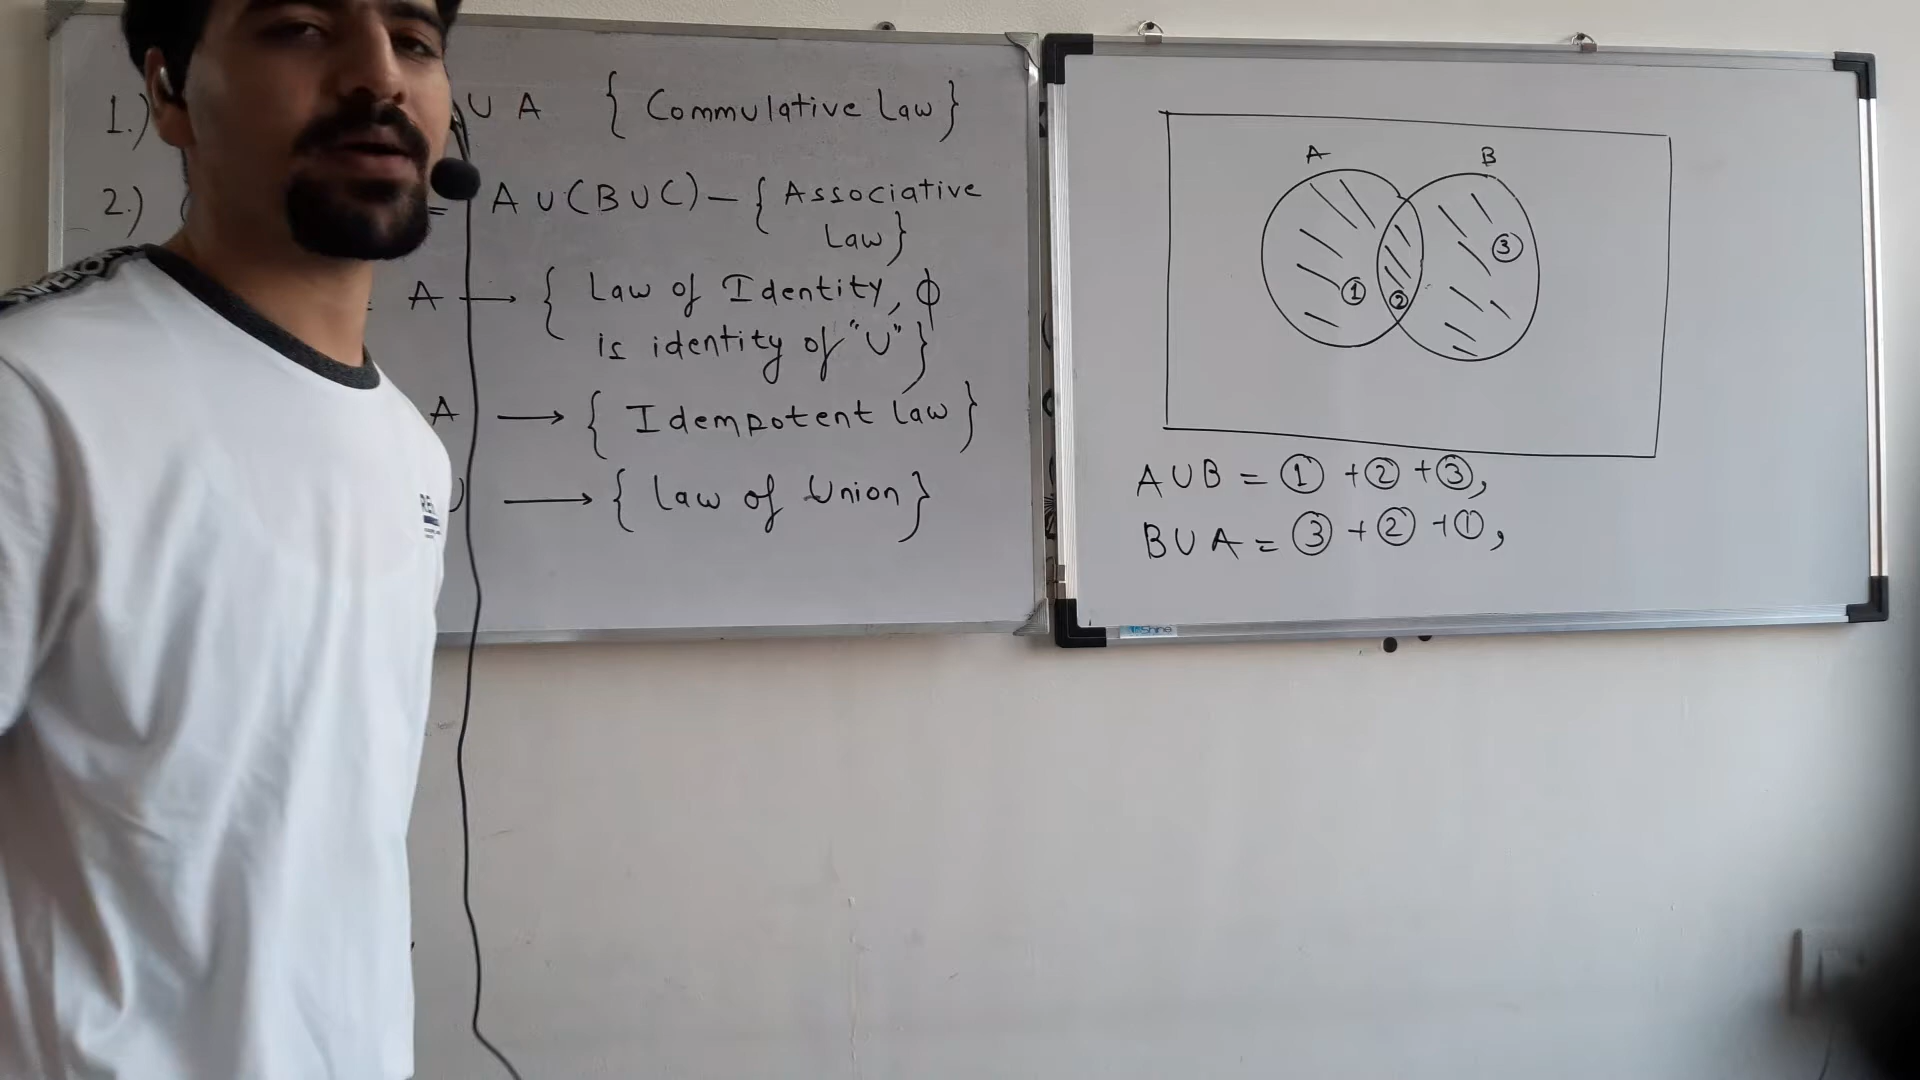 1.) ∪ A { Commulative Law }
2.) ( = A ∪ (B ∪ C) – { Associative
Law }
= A → { Law of Identity, ϕ
is identity of "∪" }
A → { Idempotent Law }
∪ → { Law of Union }
A B
① ② ③
A ∪ B = ① + ② + ③,
B ∪ A = ③ + ② + ①,